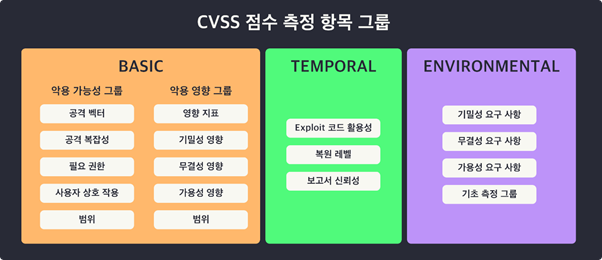 CVSS 점수 측정 항목 그룹
BASIC
악용 가능성 그룹
공격 벡터
공격 복잡성
필요 권한
사용자 상호 작용
범위
악용 영향 그룹
영향 지표
기밀성 영향
무결성 영향
가용성 영향
범위
TEMPORAL
Exploit 코드 활용성
복원 레벨
보고서 신뢰성
ENVIRONMENTAL
기밀성 요구 사항
무결성 요구 사항
가용성 요구 사항
기초 측정 그룹